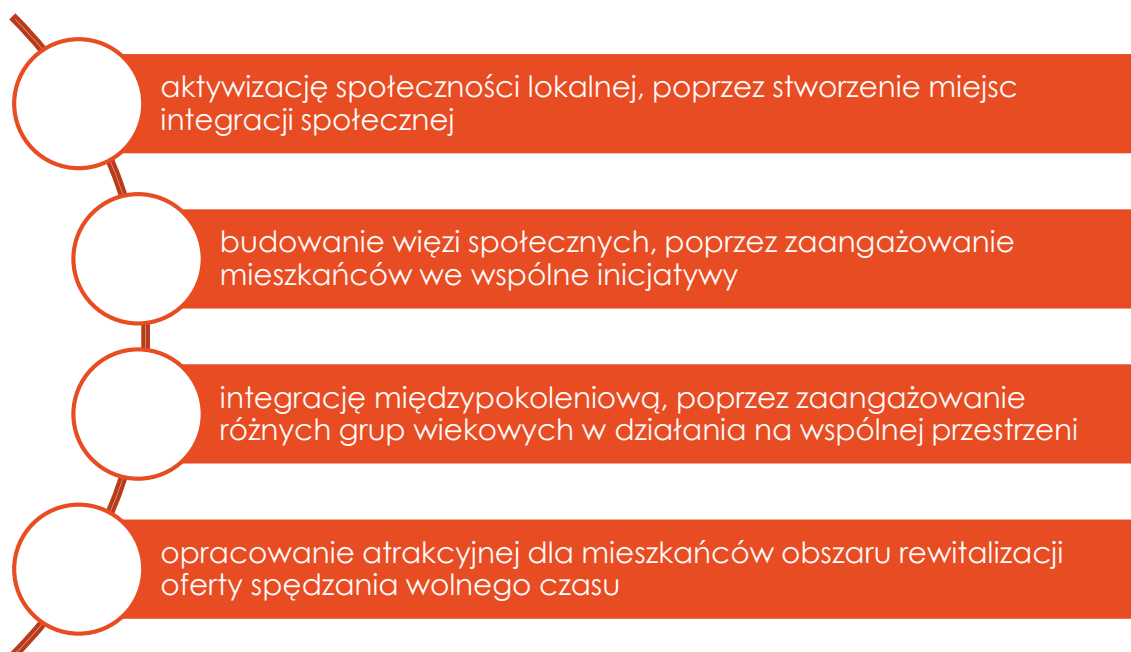 aktywizację społeczności lokalnej, poprzez stworzenie miejsc
integracji społecznej
budowanie więzi społecznych, poprzez zaangażowanie
mieszkańców we wspólne inicjatywy
integrację międzypokoleniową, poprzez zaangażowanie
różnych grup wiekowych w działania na wspólnej przestrzeni
opracowanie atrakcyjnej dla mieszkańców obszaru rewitalizacji
oferty spędzania wolnego czasu